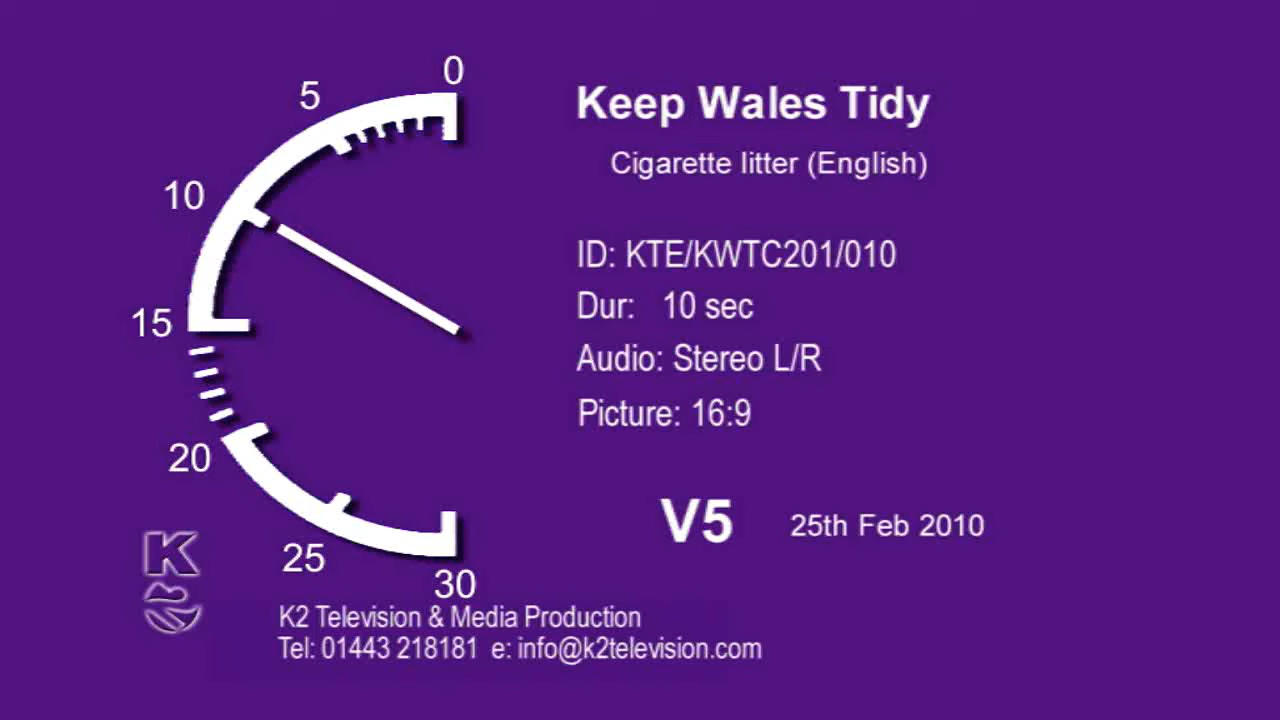 0
5
10
15
20
25
30
Keep Wales Tidy
Cigarette litter (English)
ID: KTE/KWTC201/010
Dur: 10 sec
Audio: Stereo L/R
Picture: 16:9
V5 25th Feb 2010
K2
K2 Television & Media Production
Tel: 01443 218181 e: info@k2television.com